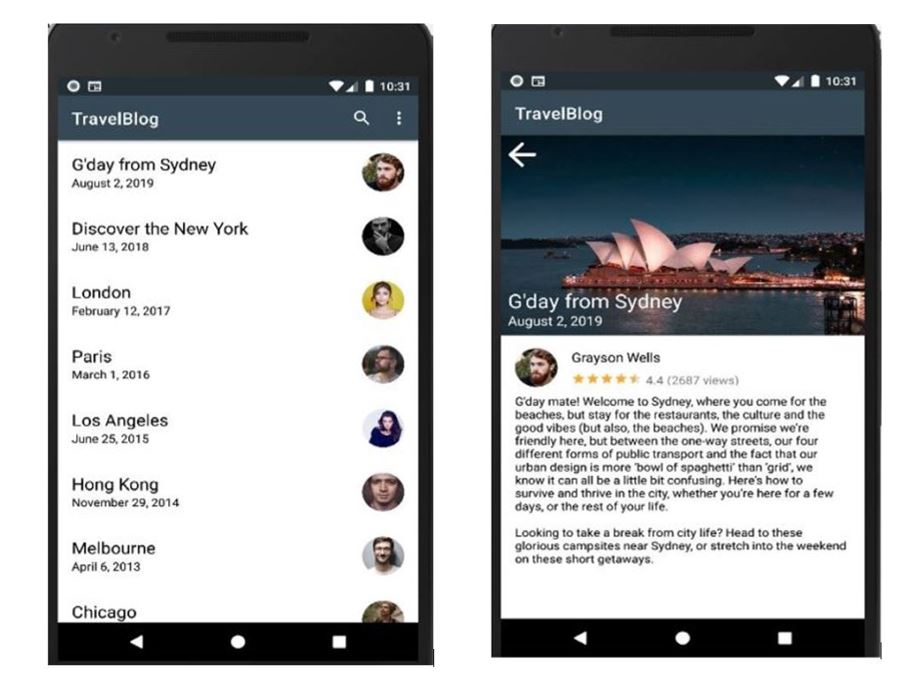 10:31
TravelBlog
G'day from Sydney
August 2, 2019
Discover the New York
June 13, 2018
London
February 12, 2017
Paris
March 1, 2016
Los Angeles
June 25, 2015
Hong Kong
November 29, 2014
Melbourne
April 6, 2013
Chicago
10:31
TravelBlog
G'day from Sydney
August 2, 2019
Grayson Wells
4.4 (2687 views)
G'day mate! Welcome to Sydney, where you come for the
beaches, but stay for the restaurants, the culture and the
good vibes (but also, the beaches). We promise we're
friendly here, but between the one-way streets, our four
different forms of public transport and the fact that our
urban design is more 'bowl of spaghetti' than 'grid', we
know it can all be a little bit confusing. Here's how to
survive and thrive in the city, whether you're here for a few
days, or the rest of your life.
Looking to take a break from city life? Head to these
glorious campsites near Sydney, or stretch into the weekend
on these short getaways.